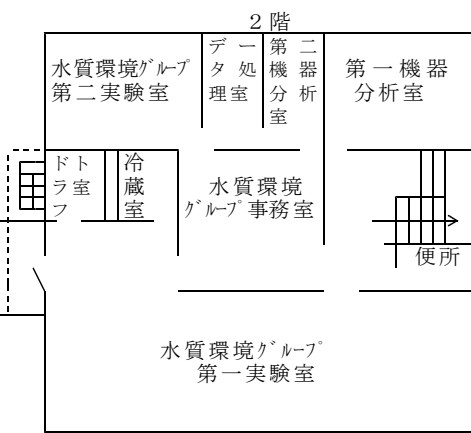 ２階
水質環境ｸﾞﾙｰﾌﾟ
第二実験室
データ処理室
第二機器分析室
第一機器
分析室
ドラフト室
冷蔵室
水質環境
ｸﾞﾙｰﾌﾟ事務室
便所
水質環境ｸﾞﾙｰﾌﾟ
第一実験室